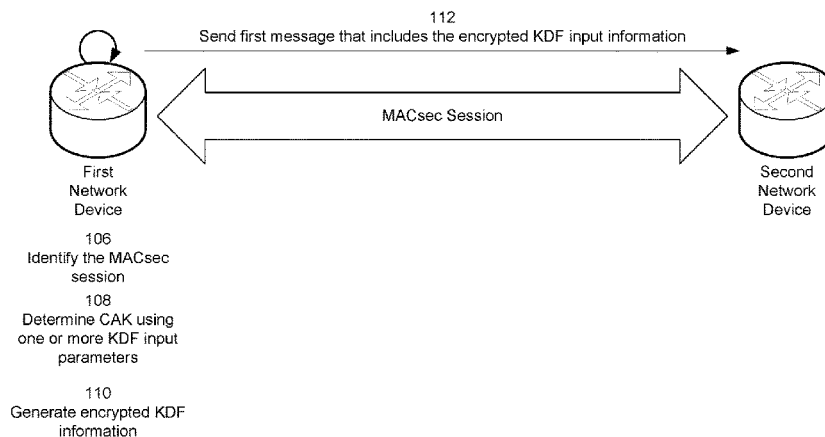 112
Send first message that includes the encrypted KDF input information
MACsec Session
First
Network
Device
Second
Network
Device
106
Identify the MACsec
session
108
Determine CAK using
one or more KDF input
parameters
110
Generate encrypted KDF
information